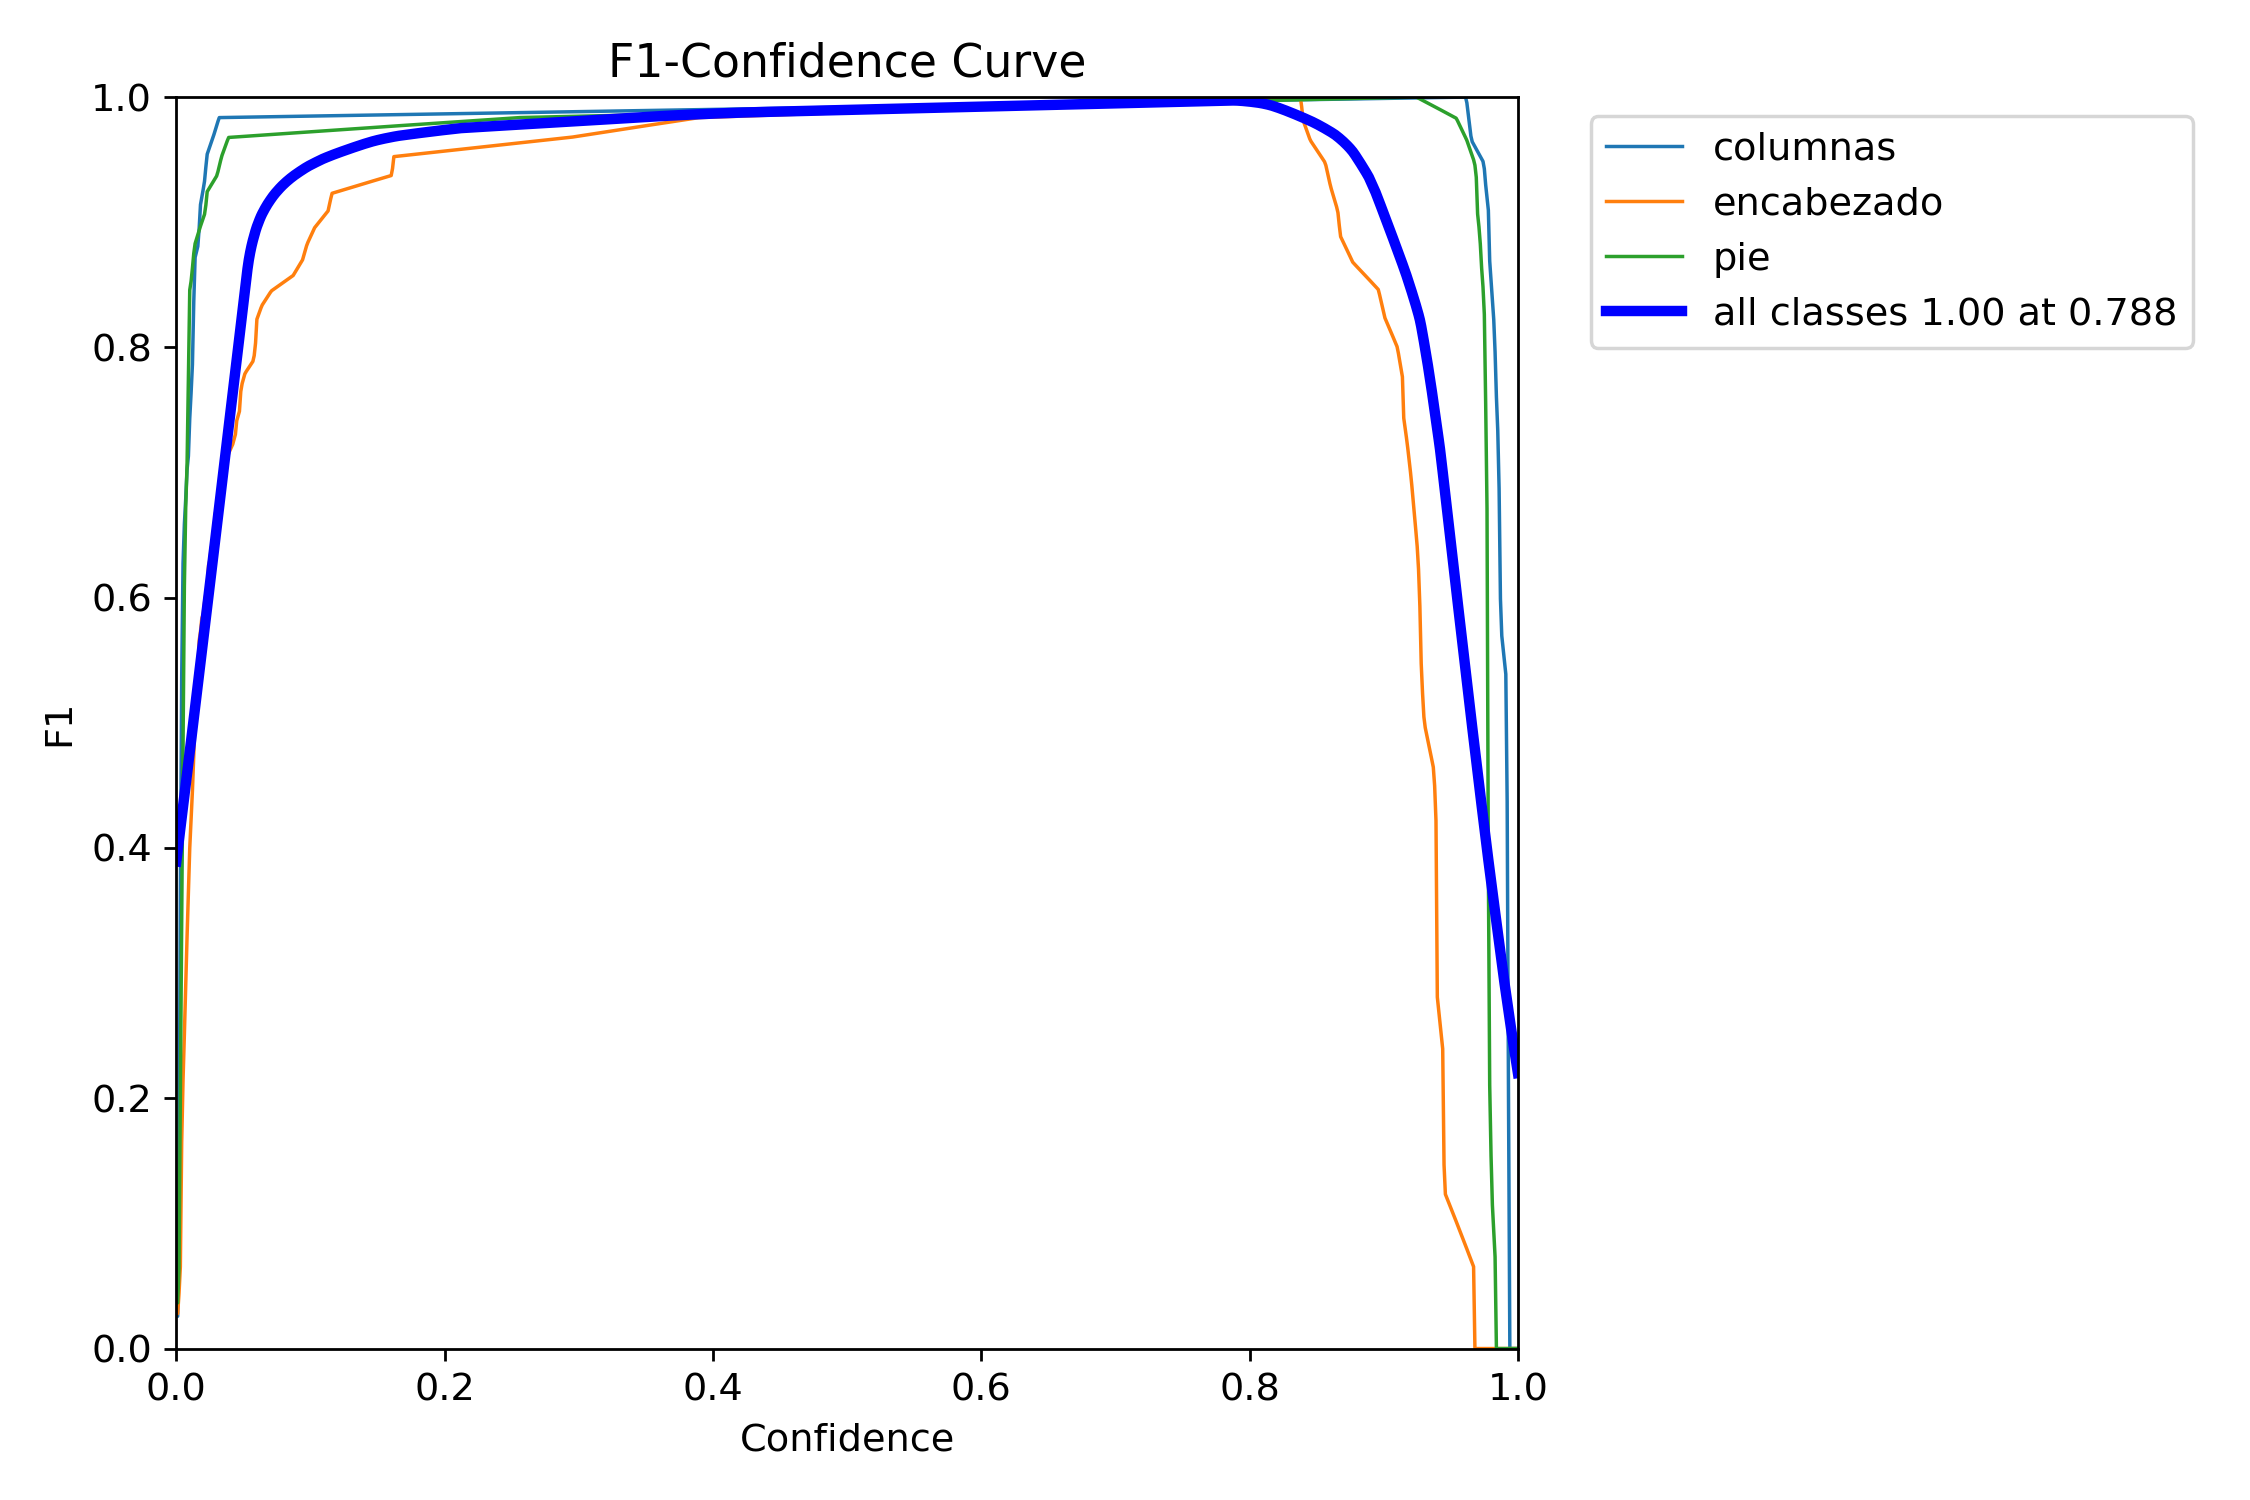 F1-Confidence Curve
1.0
0.8
0.6
0.4
0.2
0.0
F1
0.0 0.2 0.4 0.6 0.8 1.0
Confidence
columnas
encabezado
pie
all classes 1.00 at 0.788